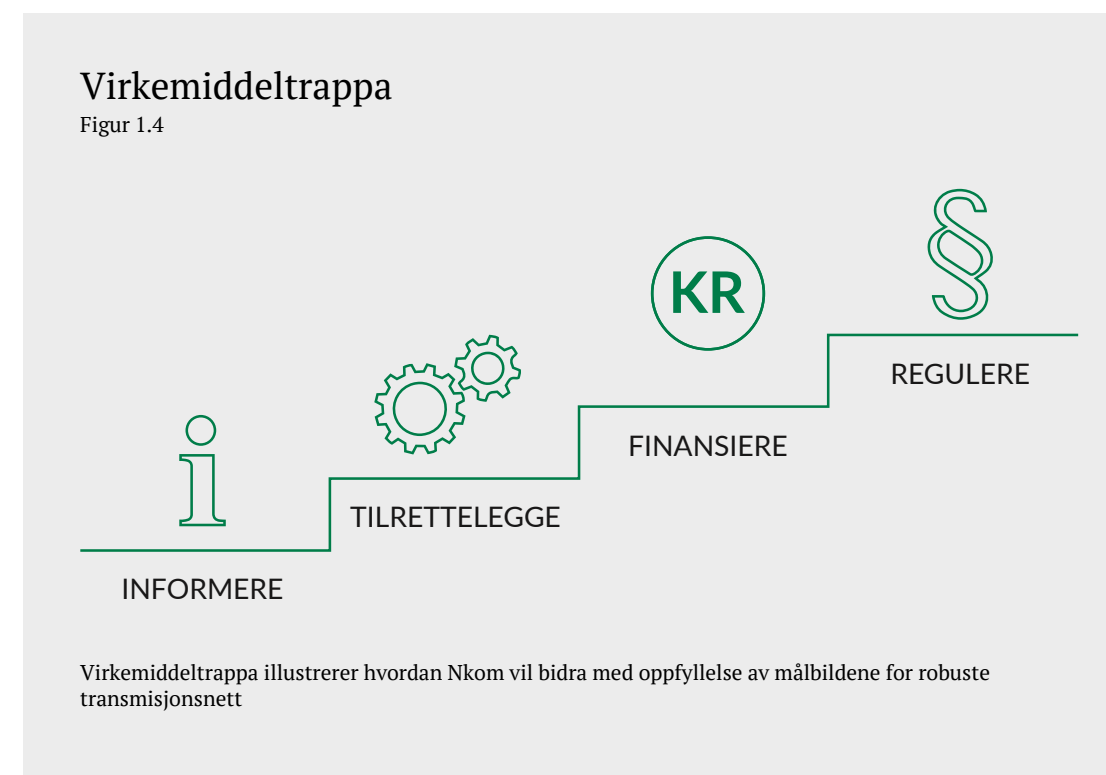 Virkemiddeltrappa
Figur 1.4
§
KR
REGULERE
FINANSIERE
i
TILRETTELEGGE
INFORMERE
Virkemiddeltrappa illustrerer hvordan Nkom vil bidra med oppfyllelse av målbildene for robuste
transmisjonsnett